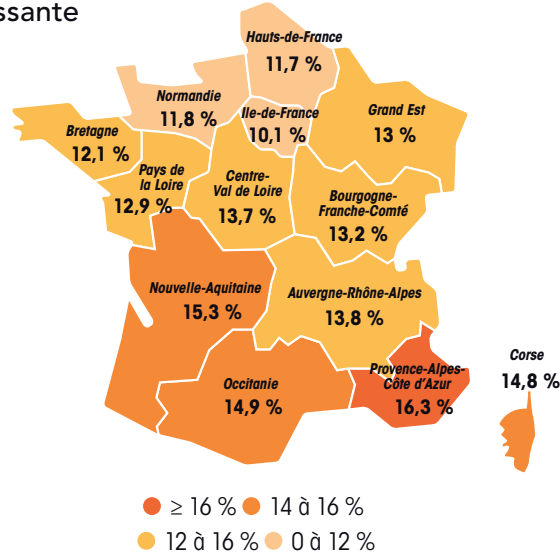 ssante
Hauts-de-France
11,7 %
Normandie
11,8 %
Ile-de-France
10,1 %
Grand Est
13 %
Bretagne
12,1 %
Pays de
la Loire
12,9 %
Centre-
Val de Loire
13,7 %
Bourgogne-
Franche-Comté
13,2 %
Nouvelle-Aquitaine
15,3 %
Auvergne-Rhône-Alpes
13,8 %
Occitanie
14,9 %
Provence-Alpes-
Côte d'Azur
16,3 %
Corse
14,8 %
≥ 16 % 14 à 16 %
12 à 16 % 0 à 12 %